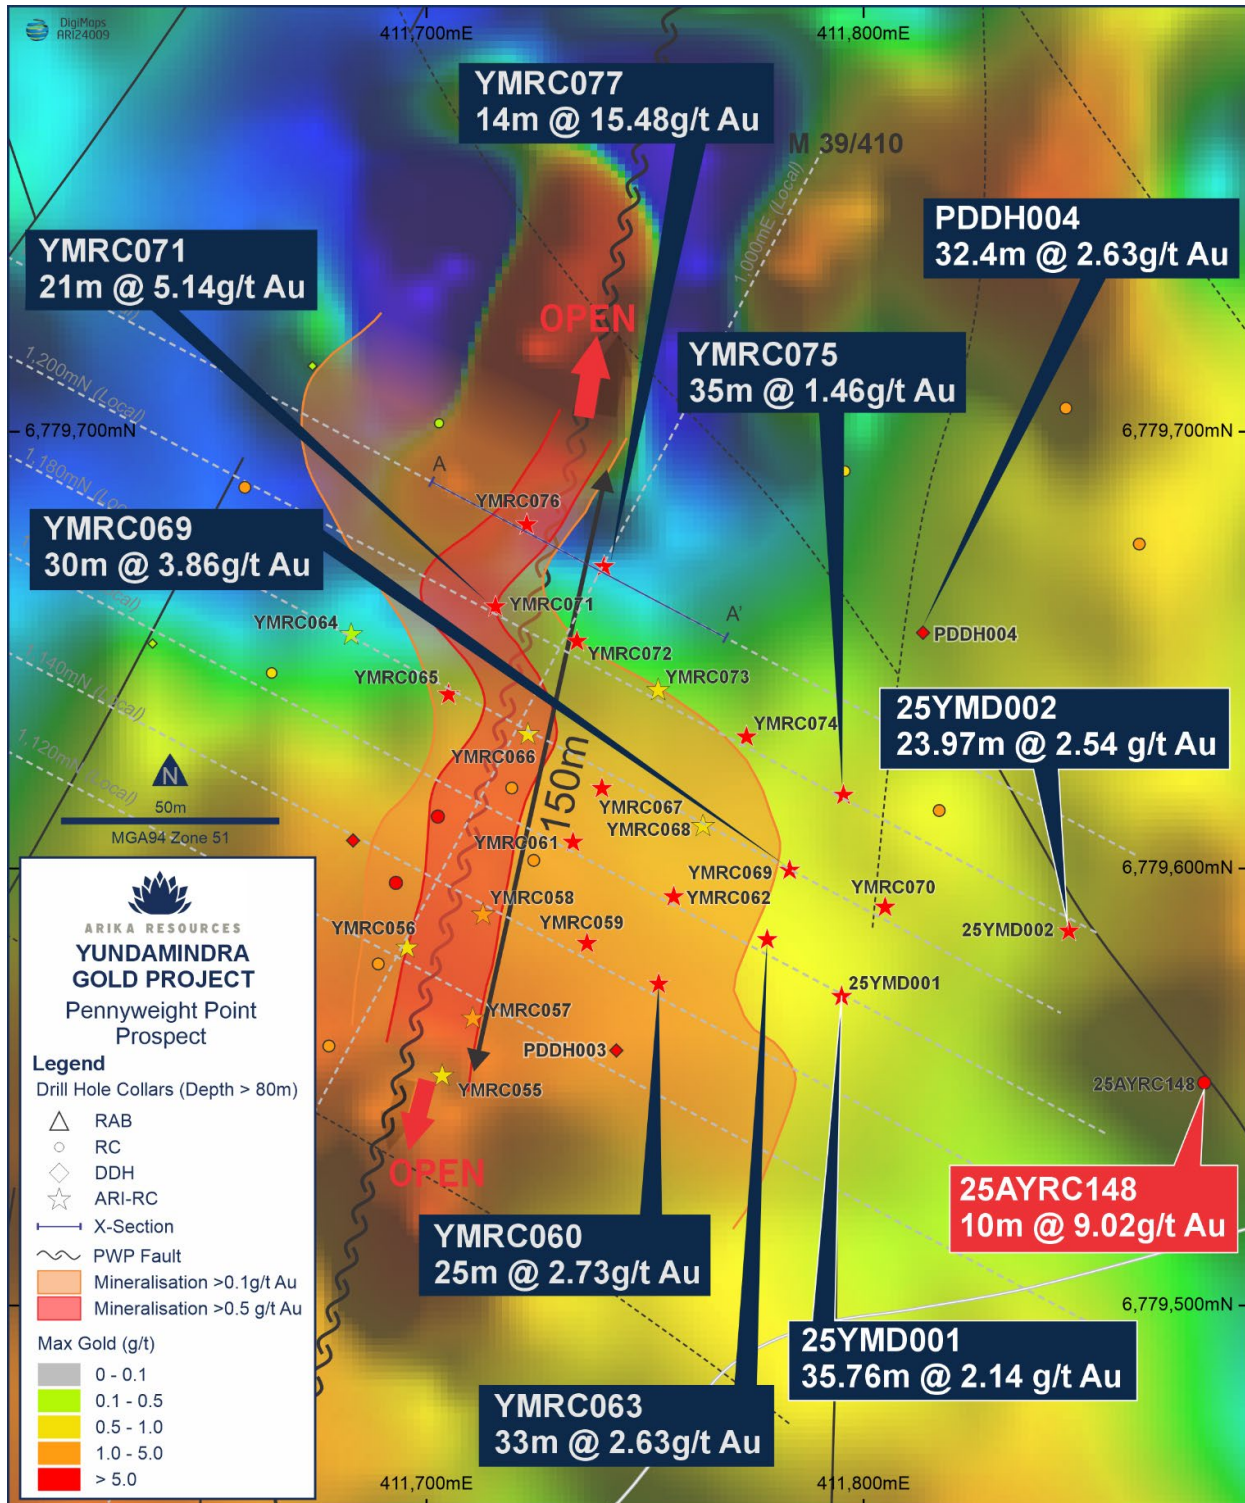 DigiMops
ARI24009
411,700mE
411,800mE
YMRC077
14m @ 15.48g/t Au
M 39/410
1,000mE (Local)
PDDH004
32.4m @ 2.63g/t Au
YMRC071
21m @ 5.14g/t Au
OPEN
YMRC075
35m @ 1.46g/t Au
1,200mN (Local)
6,779,700mN
6,779,700mN
1,180mN (Local)
A
YMRC076
YMRC069
30m @ 3.86g/t Au
YMRC071
A'
YMRC064
PDDH004
YMRC072
YMRC065
YMRC073
1,140mN (Local)
25YMD002
23.97m @ 2.54 g/t Au
YMRC074
YMRC066
1,120mN (Local)
150m
N
50m
MGA94 Zone 51
YMRC067
YMRC068
YMRC061
6,779,600mN
YMRC069
YMRC070
YMRC062
YMRC058
YMRC059
YMRC056
25YMD002
25YMD001
YMRC057
PDDH003
YMRC055
25AYRC148
OPEN
ARIKA RESOURCES
YUNDAMINDRA
GOLD PROJECT
Pennyweight Point
Prospect
Legend
Drill Hole Collars (Depth > 80m)
RAB
RC
DDH
ARI-RC
X-Section
PWP Fault
Mineralisation >0.1g/t Au
Mineralisation >0.5 g/t Au
Max Gold (g/t)
0 - 0.1
0.1 - 0.5
0.5 - 1.0
1.0 - 5.0
> 5.0
25AYRC148
10m @ 9.02g/t Au
YMRC060
25m @ 2.73g/t Au
6,779,500mN
25YMD001
35.76m @ 2.14 g/t Au
YMRC063
33m @ 2.63g/t Au
411,700mE
411,800mE